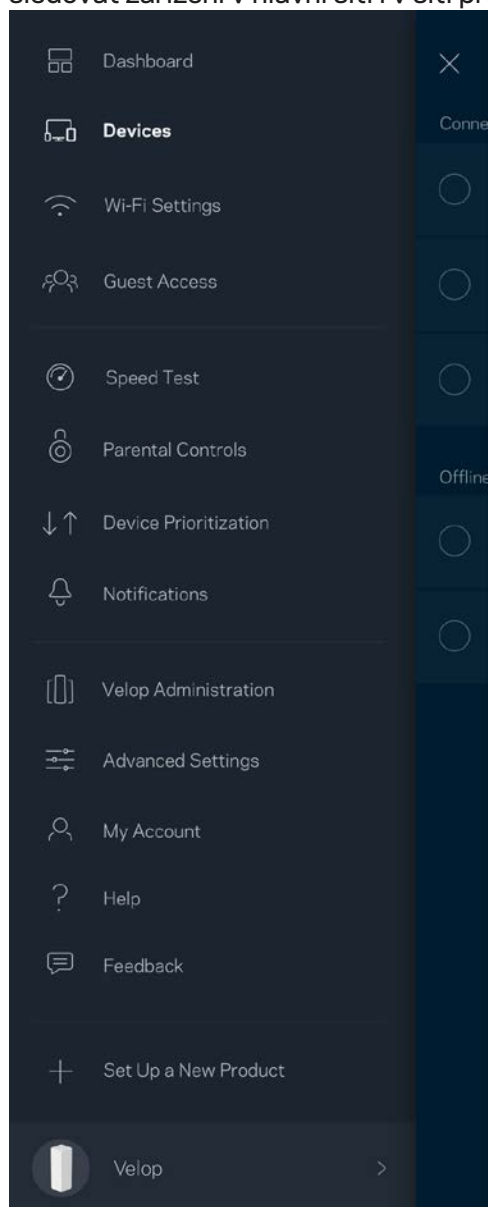 Dashboard
Devices
Wi-Fi Settings
Guest Access
Speed Test
Parental Controls
Device Prioritization
Notifications
Velop Administration
Advanced Settings
My Account
Help
Feedback
Set Up a New Product
Velop
Conne
Offline